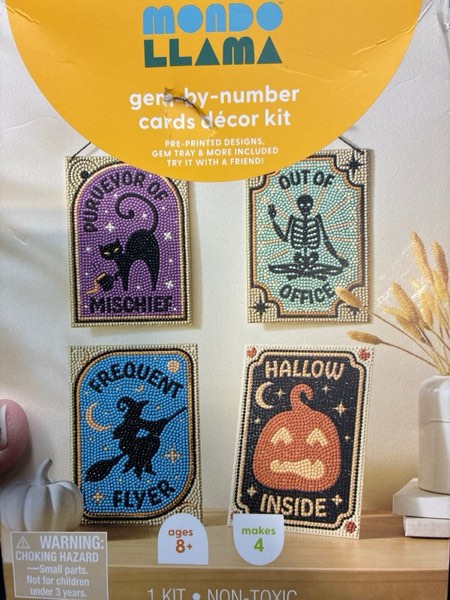 MONDO
LLAMA
gem-by-number
cards décor kit
PRE-PRINTED DESIGNS,
GEM TRAY & MORE INCLUDED
TRY IT WITH A FRIEND!
PURVEYOR OF
MISCHIEF
OUT OF
OFFICE
FREQUENT
FLYER
HALLOW
INSIDE
WARNING:
CHOKING HAZARD
—Small parts.
Not for children
under 3 years.
ages
8+
makes
4
1 KIT • NON-TOXIC